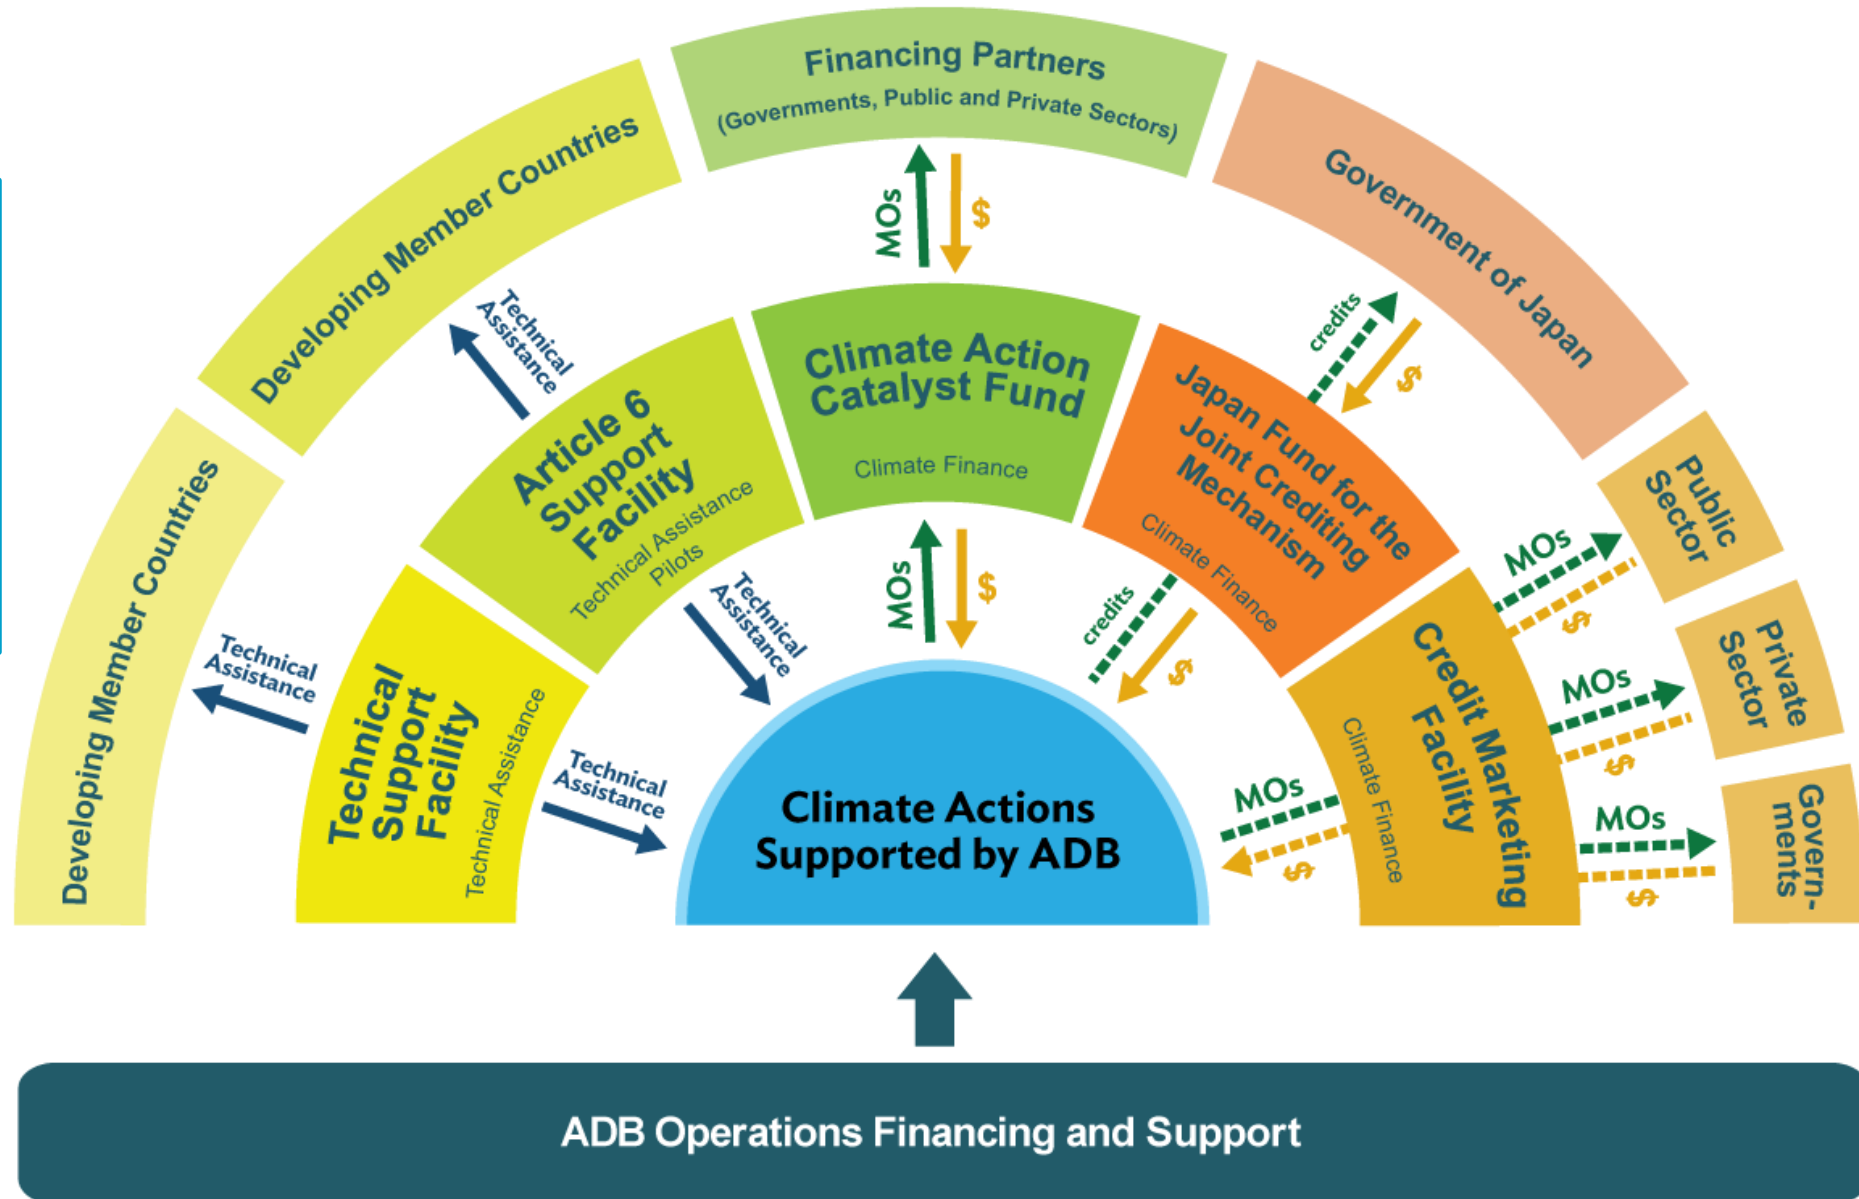 Financing Partners
(Governments, Public and Private Sectors)
Developing Member Countries
Government of Japan
Developing Member Countries
MOs
$
Technical
Assistance
credits
$
Climate Action
Catalyst Fund
Climate Finance
Article 6
Support
Facility
Technical Assistance
Pilots
Japan Fund for the
Joint Crediting
Mechanism
Climate Finance
Public
Sector
MOs
$
Private
Sector
MOs
$
Govern-
ments
MOs
$
Technical
Assistance
Technical
Support
Facility
Technical Assistance
Credit Marketing
Facility
Climate Finance
Technical
Assistance
Technical
Assistance
MOs
$
credits
$
MOs
$
Climate Actions
Supported by ADB
ADB Operations Financing and Support